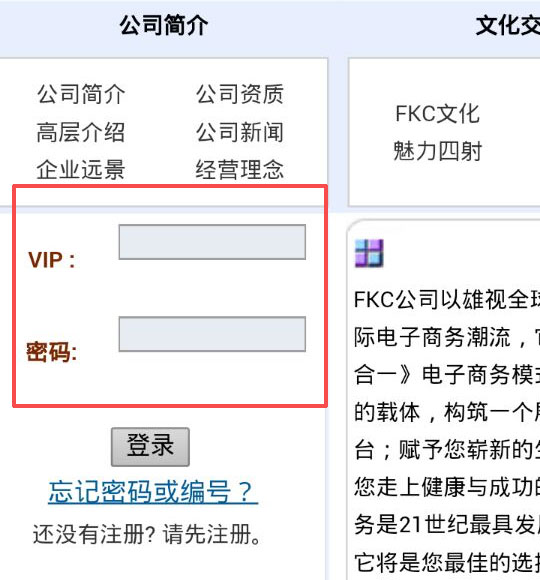 公司简介
文化交
公司简介 公司资质
高层介绍 公司新闻
企业远景 经营理念
FKC文化
魅力四射
VIP :
密码:
登录
忘记密码或编号？
还没有注册? 请先注册。
FKC公司以雄视全球
际电子商务潮流，它
合一》电子商务模式
的载体，构筑一个
台；赋予您崭新的生
您走上健康与成功的
务是21世纪最具发展
它将是您最佳的选择